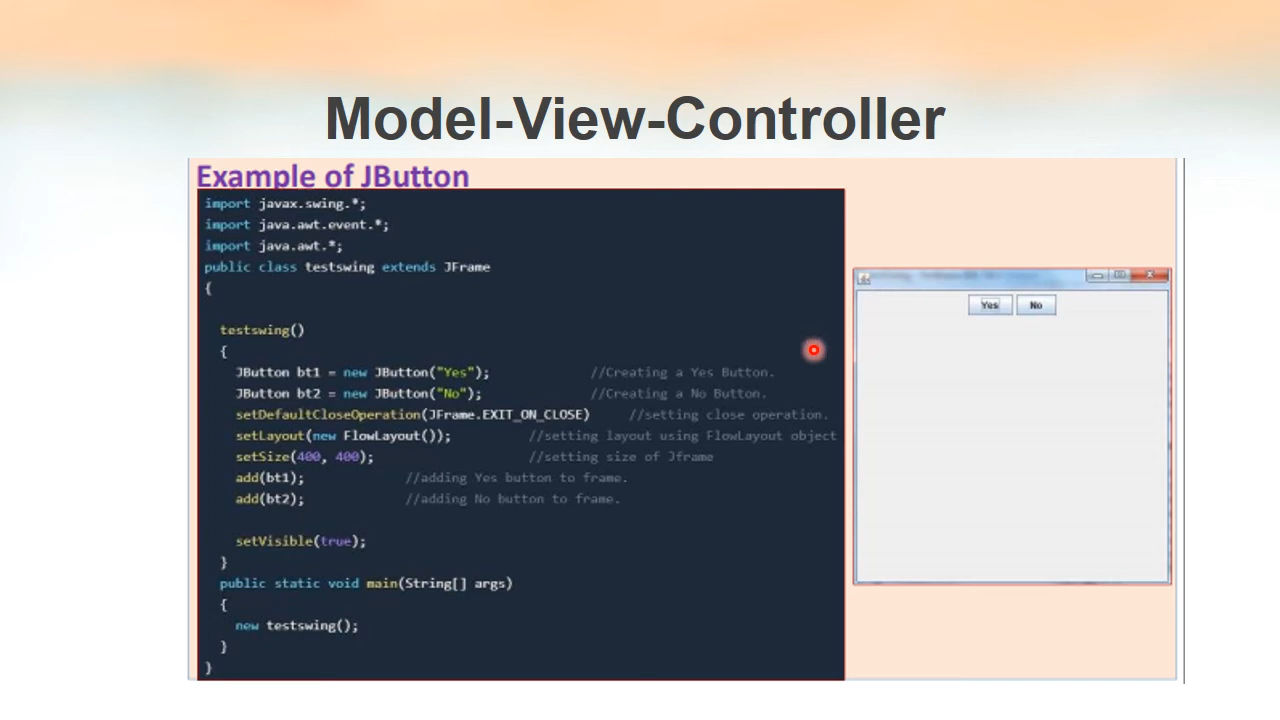 Model-View-Controller
Example of JButton
import javax.swing.*;
import java.awt.event.*;
import java.awt.*;
public class testswing extends JFrame
{
testswing()
{
JButton bt1 = new JButton("Yes"); //Creating a Yes Button.
JButton bt2 = new JButton("No"); //Creating a No Button.
setDefaultCloseOperation(JFrame.EXIT_ON_CLOSE) //setting close operation.
setLayout(new FlowLayout()); //setting layout using FlowLayout object
setSize(400, 400); //setting size of Jframe
add(bt1); //adding Yes button to frame.
add(bt2); //adding No button to frame.
setVisible(true);
}
public static void main(String[] args)
{
new testswing();
}
}
Yes No